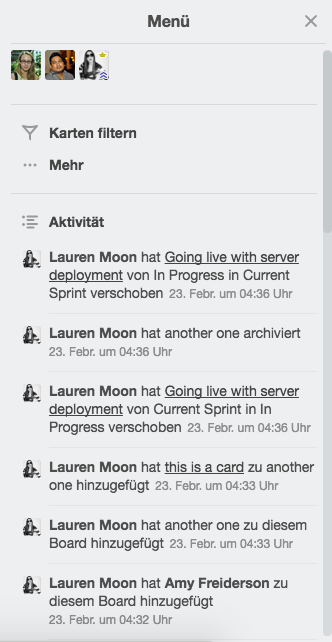 Menü
Karten filtern
Mehr
Aktivität
Lauren Moon hat Going live with server
deployment von In Progress in Current
Sprint verschoben 23. Febr. um 04:36 Uhr
Lauren Moon hat another one archiviert
23. Febr. um 04:36 Uhr
Lauren Moon hat Going live with server
deployment von Current Sprint in In
Progress verschoben 23. Febr. um 04:36 Uhr
Lauren Moon hat this is a card zu another
one hinzugefügt 23. Febr. um 04:33 Uhr
Lauren Moon hat another one zu diesem
Board hinzugefügt 23. Febr. um 04:33 Uhr
Lauren Moon hat Amy Freiderson zu
diesem Board hinzugefügt
23. Febr. um 04:32 Uhr